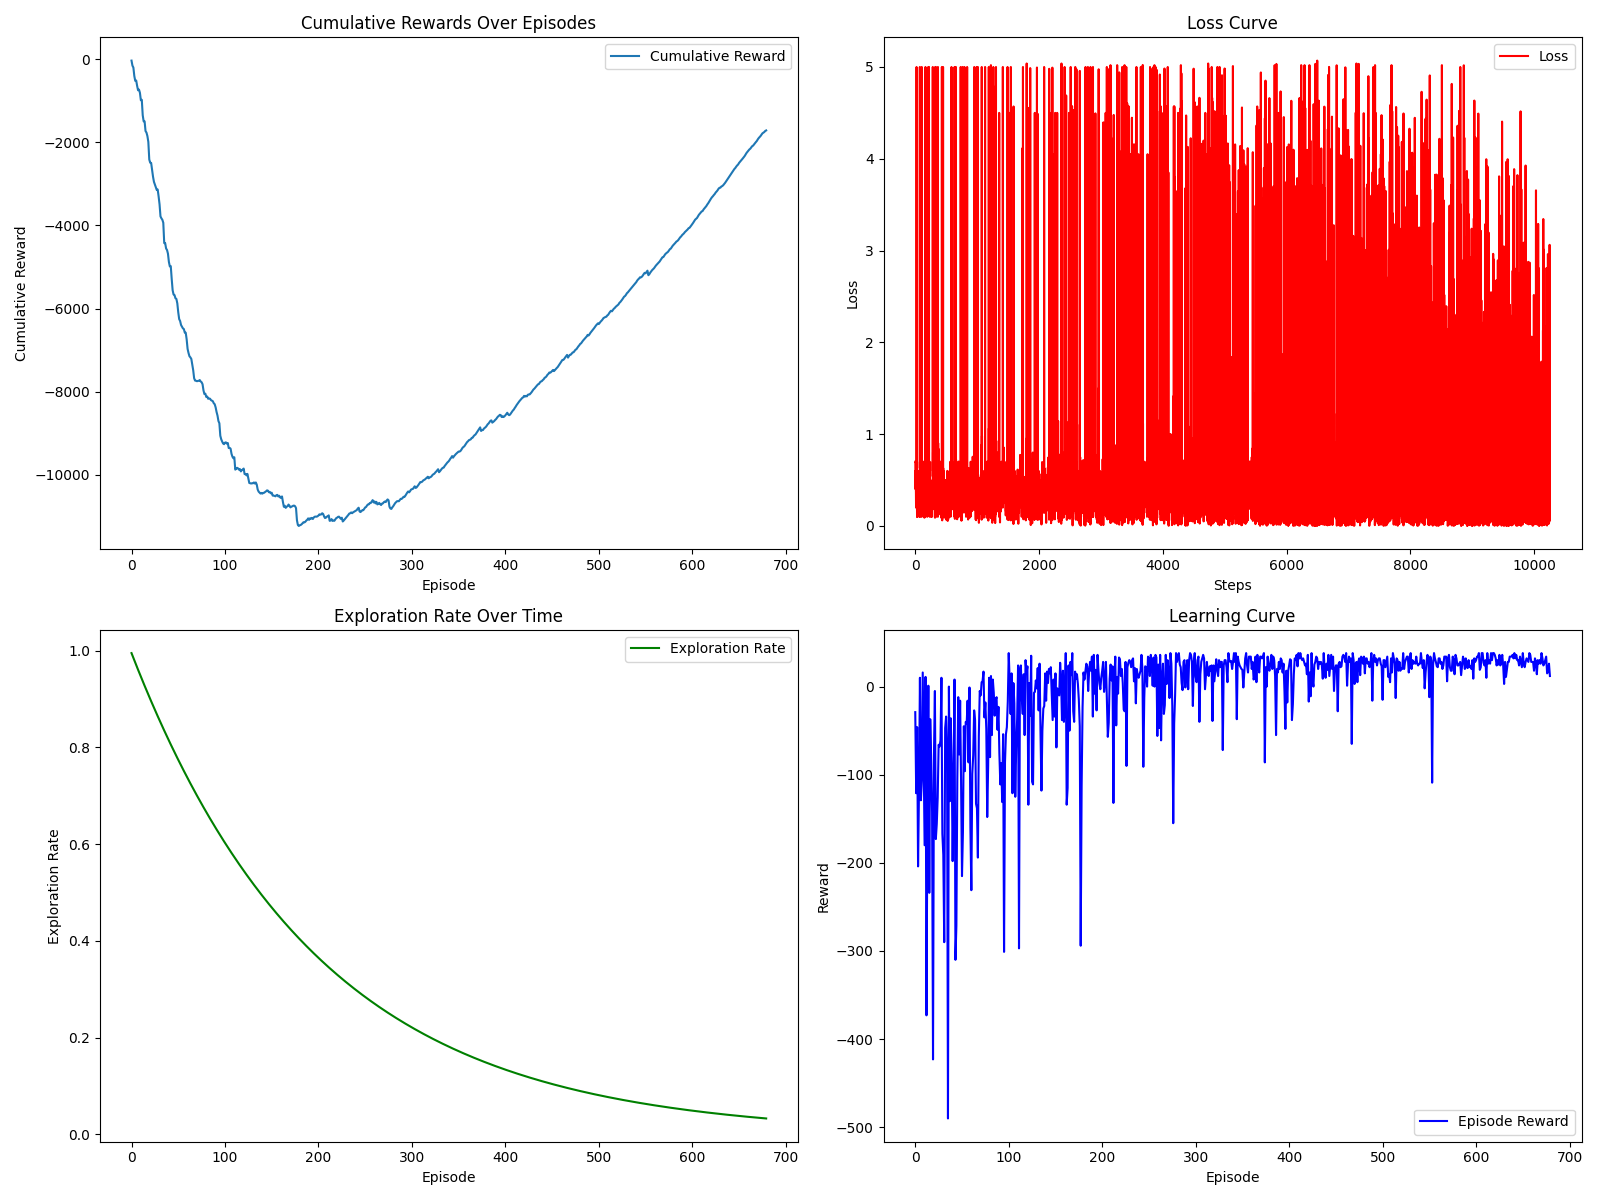 Cumulative Rewards Over Episodes
Cumulative Reward
0
−2000
−4000
−6000
−8000
−10000
Cumulative Reward
0 100 200 300 400 500 600 700
Episode
Loss Curve
Loss
5
4
3
2
1
0
Loss
0 2000 4000 6000 8000 10000
Steps
Exploration Rate Over Time
Exploration Rate
1.0
0.8
0.6
0.4
0.2
0.0
Exploration Rate
0 100 200 300 400 500 600 700
Episode
Learning Curve
0
−100
−200
−300
−400
−500
Reward
Episode Reward
0 100 200 300 400 500 600 700
Episode